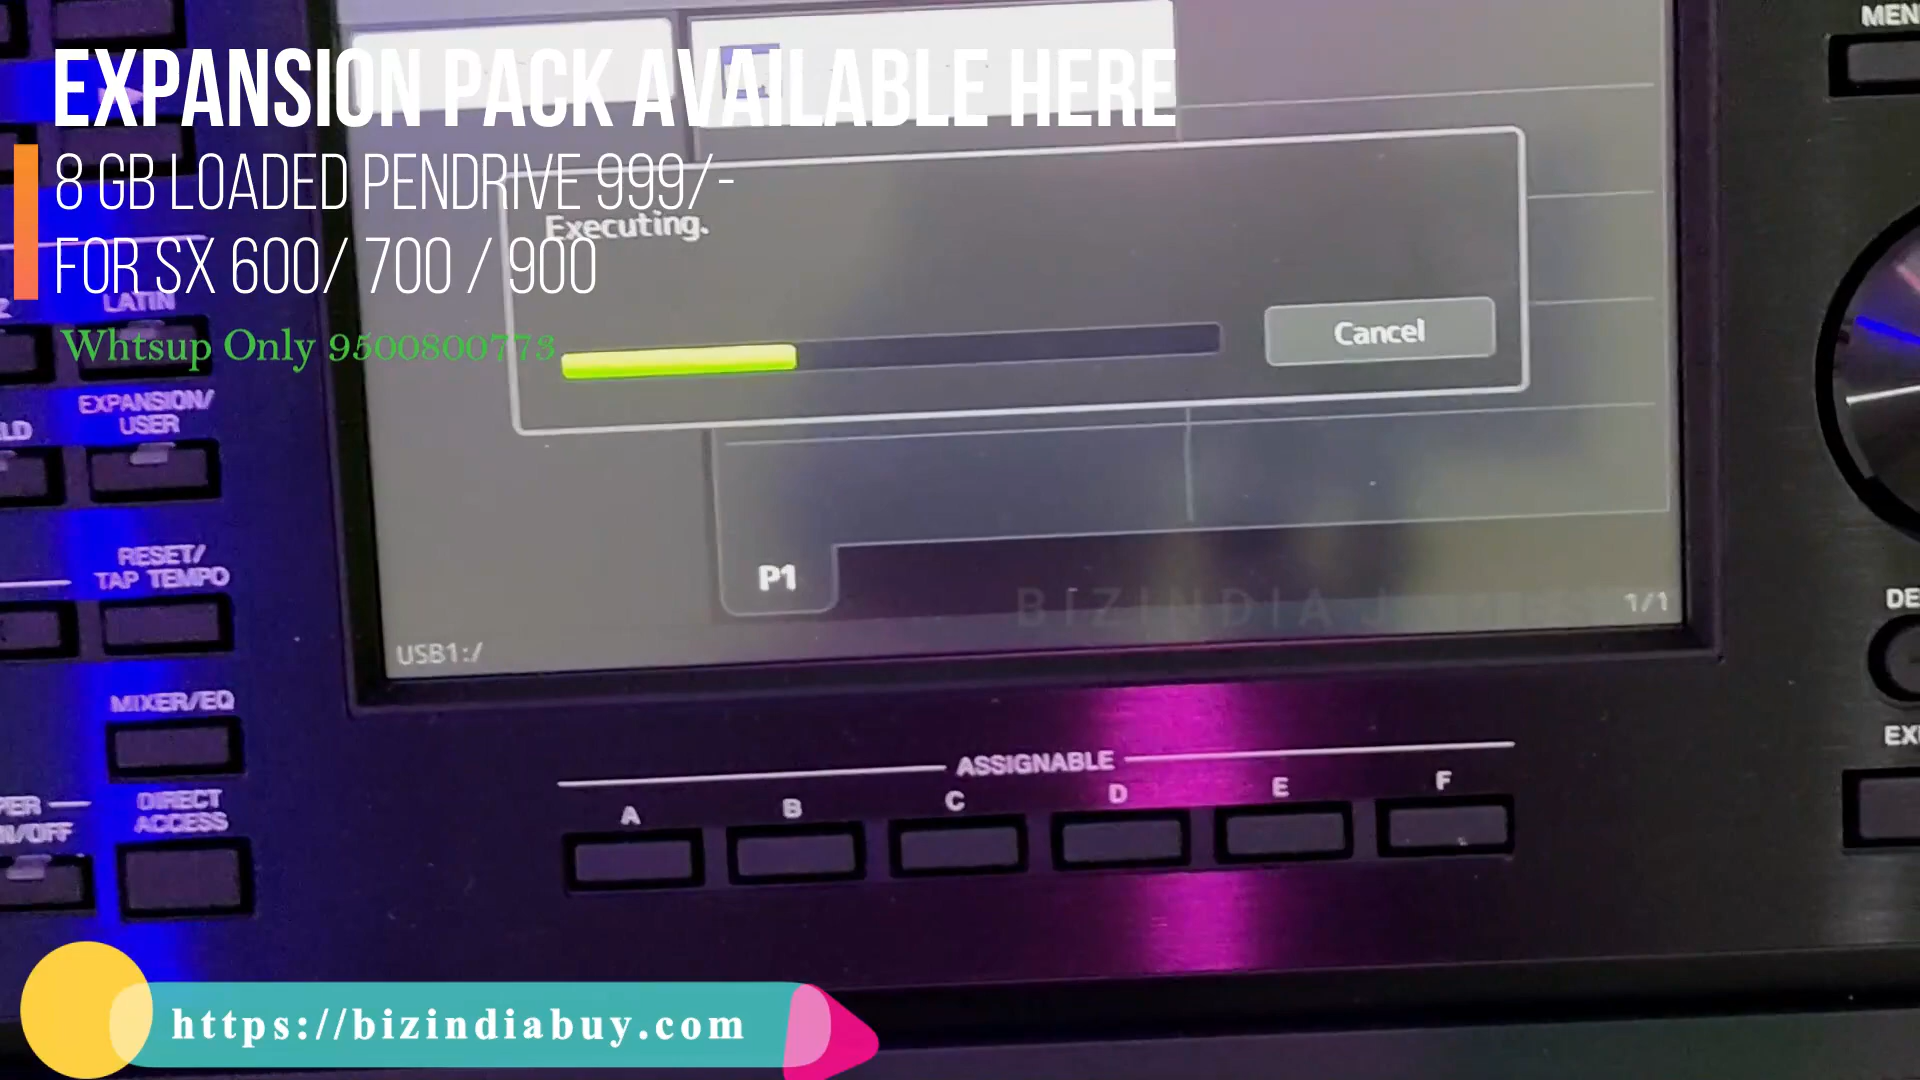 EXPANSION PACK AVAILABLE HERE
8 GB LOADED PENDRIVE 999/-
FOR SX 600/ 700 / 900
Whtsup Only 9500800773
Executing.
Cancel
P1
1/1
USB1:/
BIZINDIA
LATIN
EXPANSION/
USER
RESET/
TAP TEMPO
MIXER/EQ
DIRECT
ACCESS
ASSIGNABLE
A B C D E F
https://bizindiabuy.com